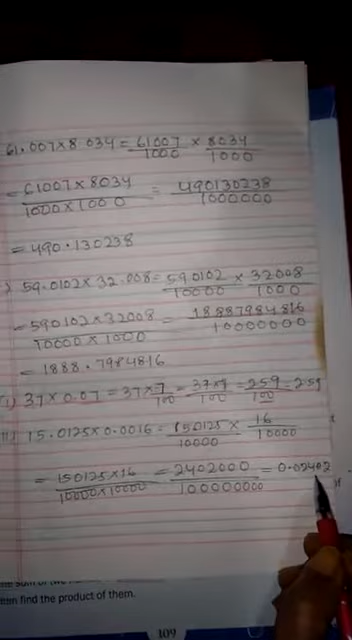 61.007×8.034 = 61007/1000 × 8034/1000
= 61007×8034/1000×1000 = 490130238/1000000
= 490.130238
) 59.0102×32.008 = 590102/10000 × 32008/1000
= 590102×32008/10000×1000 = 18887984816/10000000
= 1888.7984816
i) 37×0.07 = 37×7/100 = 37×7/100 = 259/100 = 2.59
iii) 15.0125×0.0016 = 150125/10000 × 16/10000
= 150125×16/10000×10000 = 2402000/100000000 = 0.02402
find the product of them.
109